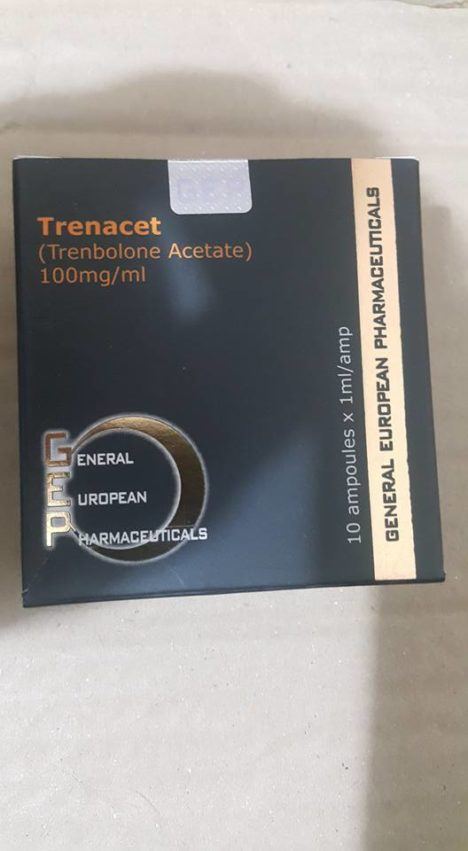 Trenacet
(Trenbolone Acetate)
100mg/ml
GENERAL
EUROPEAN
PHARMACEUTICALS
10 ampoules x 1ml/amp
GENERAL EUROPEAN PHARMACEUTICALS